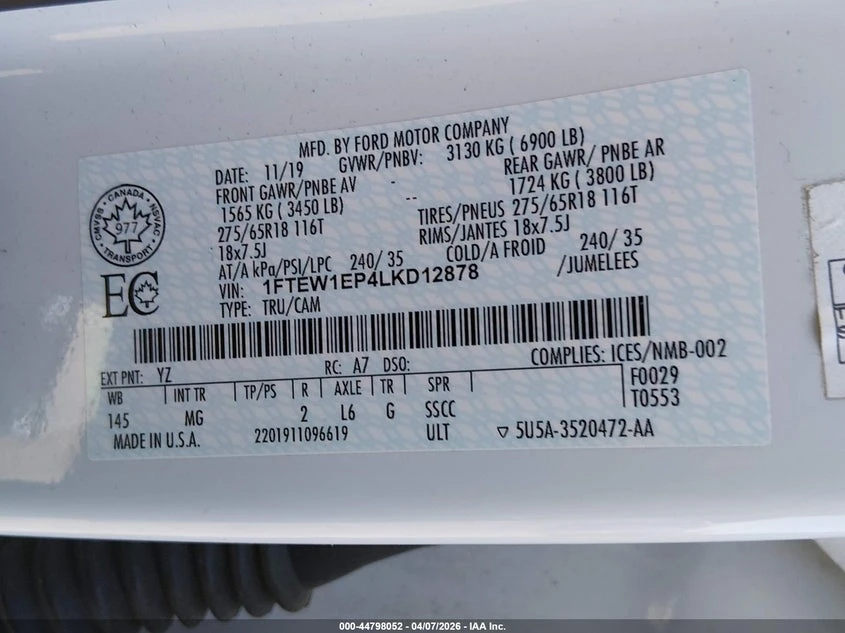 MFD. BY FORD MOTOR COMPANY
DATE: 11/19 GVWR/PNBV: 3130 KG ( 6900 LB)
FRONT GAWR/PNBE AV - REAR GAWR/ PNBE AR
1565 KG ( 3450 LB) -- 1724 KG ( 3800 LB)
275/65R18 116T TIRES/PNEUS 275/65R18 116T
18x7.5J RIMS/JANTES 18x7.5J
AT/A kPa/PSI/LPC 240/ 35 COLD/A FROID 240/ 35
VIN: 1FTEW1EP4LKD12878 /JUMELEES
TYPE: TRU/CAM
CANADA
CMVSS NSVAC
977
TRANSPORT
EC
COMPLIES: ICES/NMB-002
EXT PNT: YZ RC: A7 DSO:
WB INT TR TP/PS R AXLE TR SPR F0029
145 MG 2 L6 G SSCC T0553
MADE IN U.S.A. 2201911096619 ULT ▽ 5U5A-3520472-AA
000-44798052 - 04/07/2026 - IAA Inc.